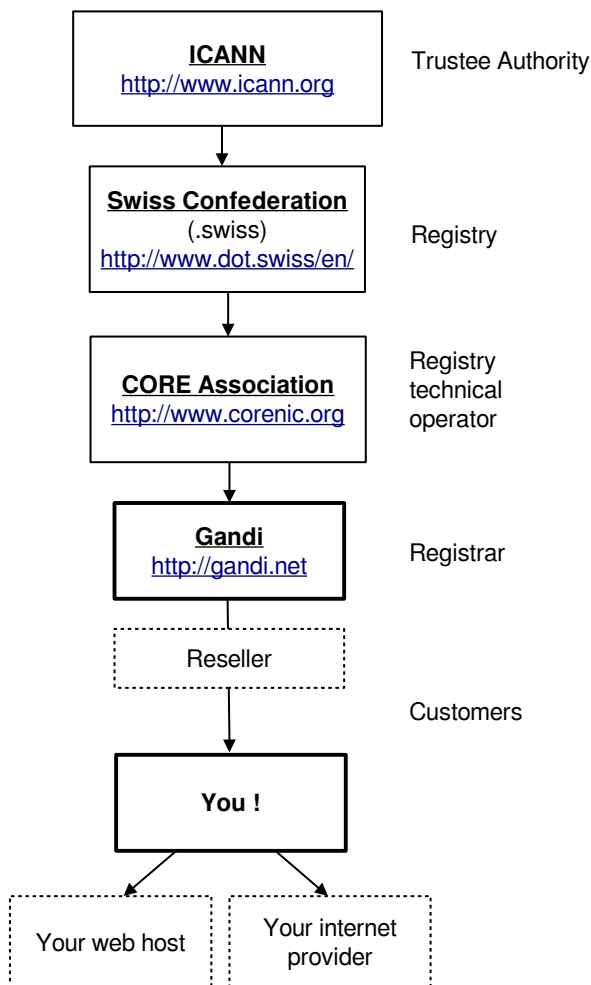 ICANN
http://www.icann.org
Trustee Authority
Swiss Confederation
(.swiss)
http://www.dot.swiss/en/
Registry
CORE Association
http://www.corenic.org
Registry
technical
operator
Gandi
http://gandi.net
Registrar
Reseller
Customers
You !
Your web host
Your internet
provider